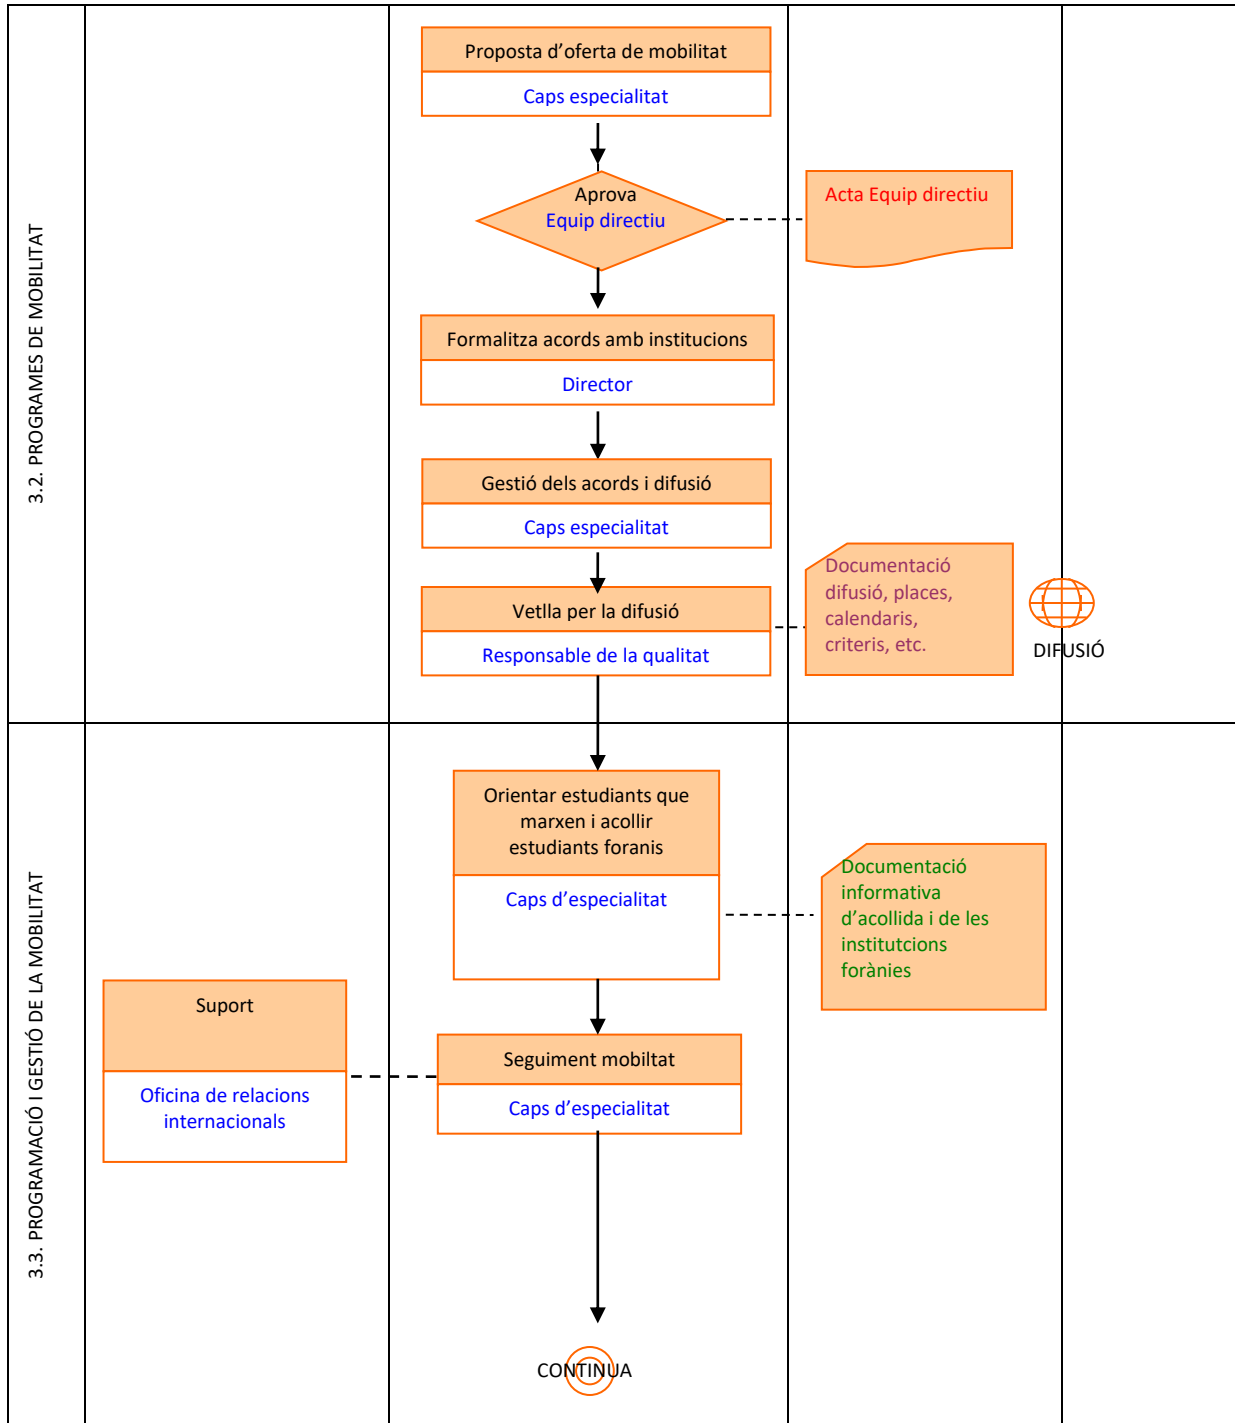 3.2. PROGRAMES DE MOBILITAT
Proposta d’oferta de mobilitat
Caps especialitat
Aprova
Equip directiu
Acta Equip directiu
Formalitza acords amb institucions
Director
Gestió dels acords i difusió
Caps especialitat
Vetlla per la difusió
Responsable de la qualitat
Documentació
difusió, places,
calendaris,
criteris, etc.
DIFUSIÓ
3.3. PROGRAMACIÓ I GESTIÓ DE LA MOBILITAT
Orientar estudiants que
marxen i acollir
estudiants foranis
Caps d’especialitat
Documentació
informativa
d’acollida i de les
institutcions
forànies
Suport
Oficina de relacions
internacionals
Seguiment mobiltat
Caps d’especialitat
CONTINUA